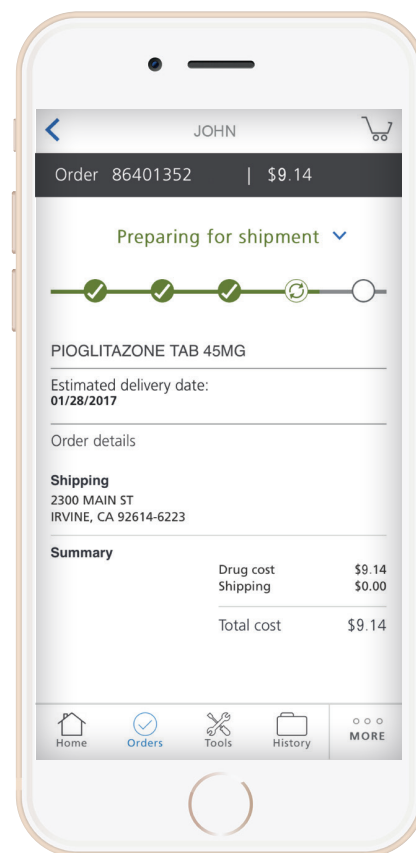 JOHN
Order 86401352 | $9.14
Preparing for shipment
PIOGLITAZONE TAB 45MG
Estimated delivery date:
01/28/2017
Order details
Shipping
2300 MAIN ST
IRVINE, CA 92614-6223
Summary
Drug cost $9.14
Shipping $0.00
Total cost $9.14
Home Orders Tools History MORE